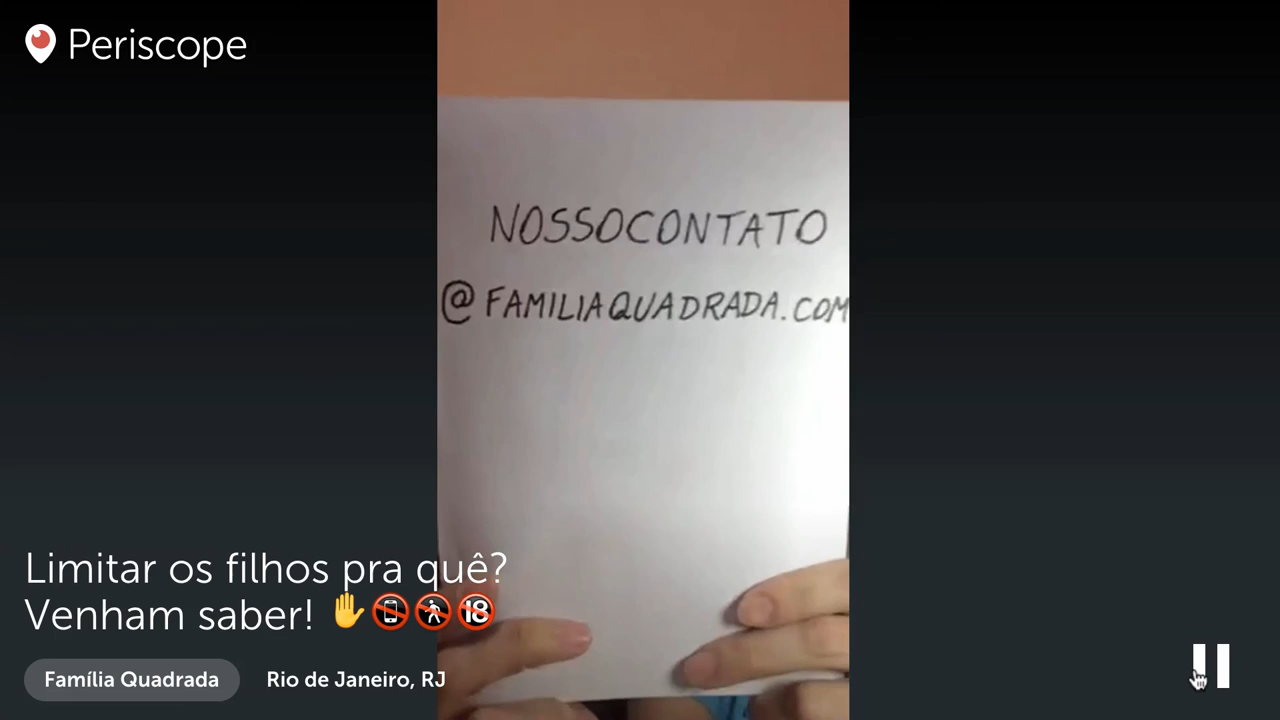 Periscope
NOSSOCONTATO
@FAMILIAQUADRADA.COM
Limitar os filhos pra quê?
Venham saber! ✋📵🚷🔞
Família Quadrada
Rio de Janeiro, RJ